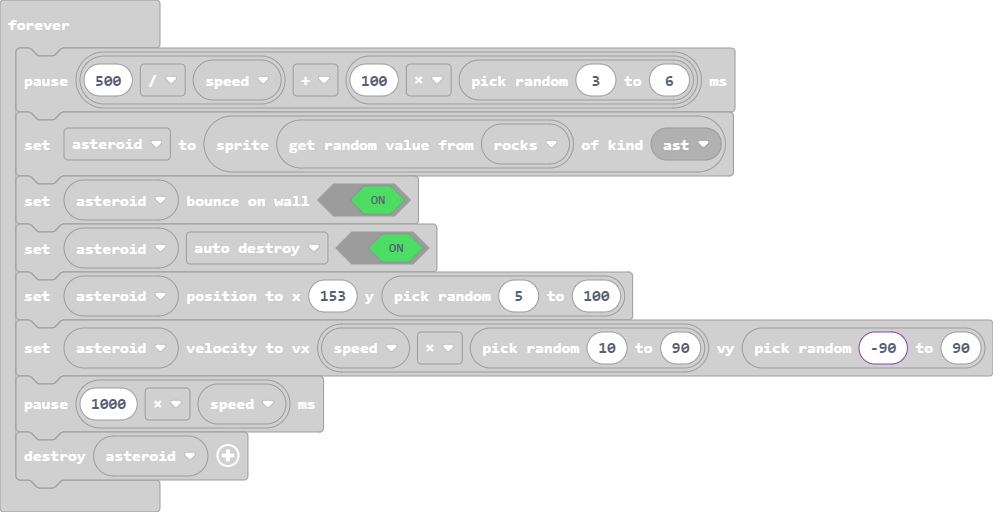 forever
pause 500 / speed + 100 × pick random 3 to 6 ms
set asteroid to sprite get random value from rocks of kind ast
set asteroid bounce on wall ON
set asteroid auto destroy ON
set asteroid position to x 153 y pick random 5 to 100
set asteroid velocity to vx speed × pick random 10 to 90 vy pick random -90 to 90
pause 1000 × speed ms
destroy asteroid